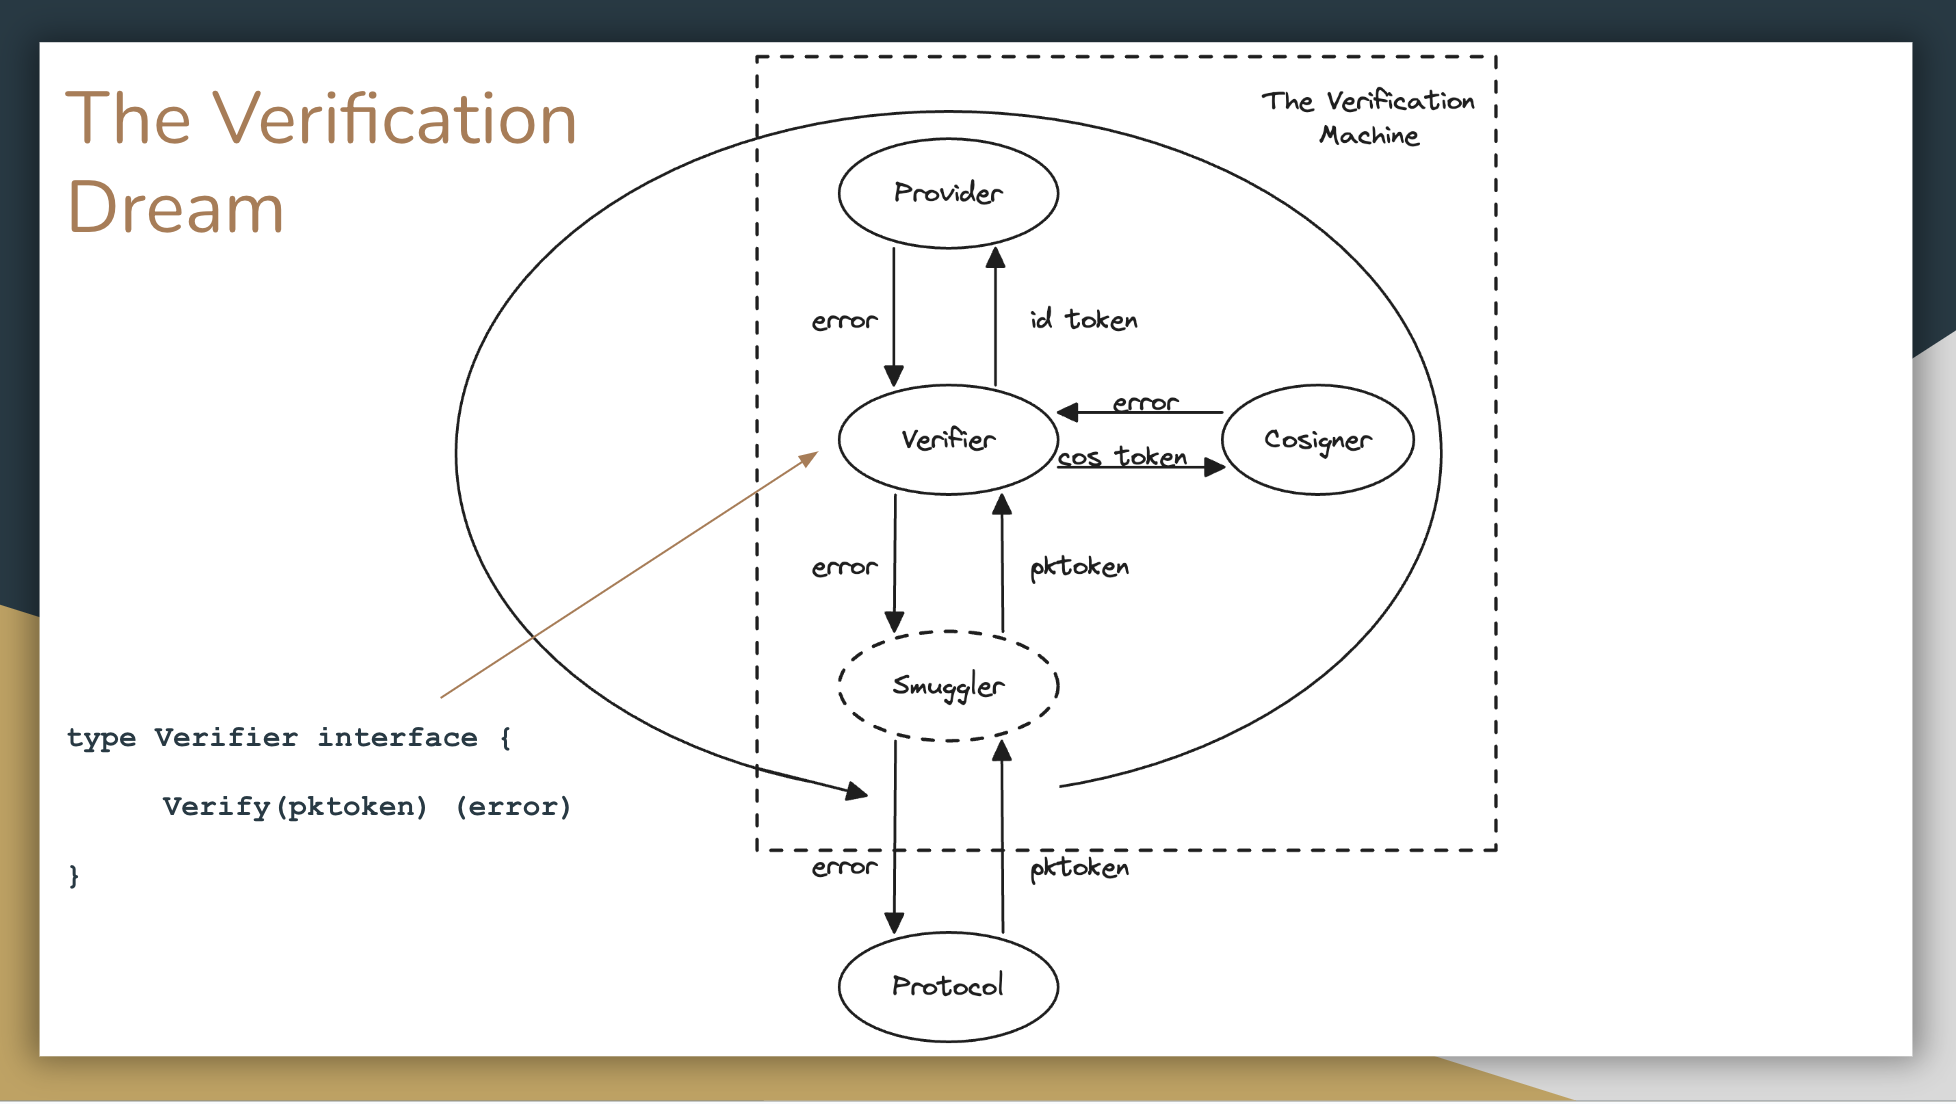 The Verification
Dream
The Verification
Machine
Provider
error
id token
error
Verifier
cos token
Cosigner
error
pktoken
Smuggler
type Verifier interface {
Verify(pktoken) (error)
}
error
pktoken
Protocol